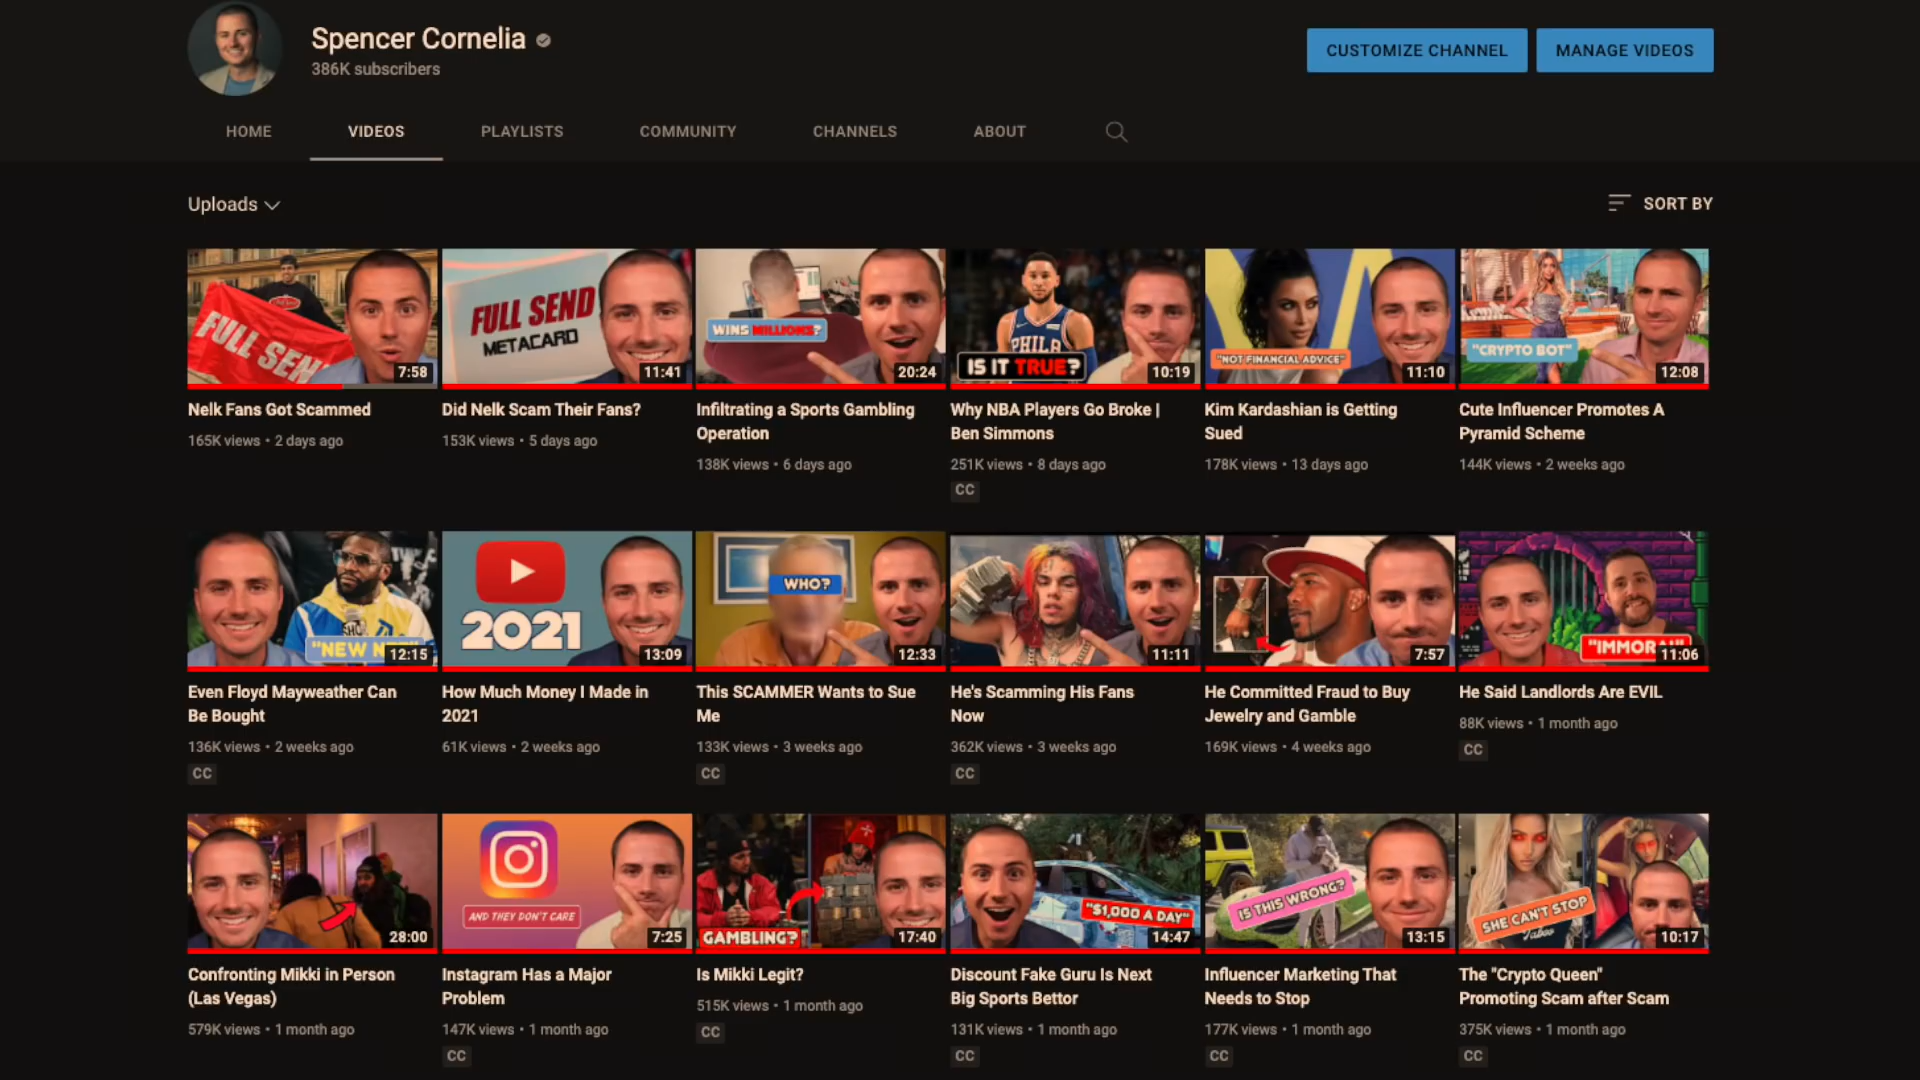 Spencer Cornelia
386K subscribers
CUSTOMIZE CHANNEL
MANAGE VIDEOS
HOME
VIDEOS
PLAYLISTS
COMMUNITY
CHANNELS
ABOUT
Uploads
SORT BY
FULL SEN
7:58
Nelk Fans Got Scammed
165K views • 2 days ago
FULL SEND
METACARD
11:41
Did Nelk Scam Their Fans?
153K views • 5 days ago
WINS MILLIONS?
20:24
Infiltrating a Sports Gambling
Operation
138K views • 6 days ago
PHILA
IS IT TRUE?
10:19
Why NBA Players Go Broke |
Ben Simmons
251K views • 8 days ago
CC
"NOT FINANCIAL ADVICE"
11:10
Kim Kardashian is Getting
Sued
178K views • 13 days ago
"CRYPTO BOT"
12:08
Cute Influencer Promotes A
Pyramid Scheme
144K views • 2 weeks ago
"NEW N
12:15
Even Floyd Mayweather Can
Be Bought
136K views • 2 weeks ago
CC
2021
13:09
How Much Money I Made in
2021
61K views • 2 weeks ago
WHO?
12:33
This SCAMMER Wants to Sue
Me
133K views • 3 weeks ago
CC
11:11
He's Scamming His Fans
Now
362K views • 3 weeks ago
CC
7:57
He Committed Fraud to Buy
Jewelry and Gamble
169K views • 4 weeks ago
"IMMORAL"
11:06
He Said Landlords Are EVIL
88K views • 1 month ago
CC
28:00
Confronting Mikki in Person
(Las Vegas)
579K views • 1 month ago
AND THEY DON'T CARE
7:25
Instagram Has a Major
Problem
147K views • 1 month ago
CC
GAMBLING?
17:40
Is Mikki Legit?
515K views • 1 month ago
CC
"$1,000 A DAY"
14:47
Discount Fake Guru Is Next
Big Sports Bettor
131K views • 1 month ago
CC
IS THIS WRONG?
13:15
Influencer Marketing That
Needs to Stop
177K views • 1 month ago
CC
SHE CAN'T STOP
Taboo
10:17
The "Crypto Queen"
Promoting Scam after Scam
375K views • 1 month ago
CC